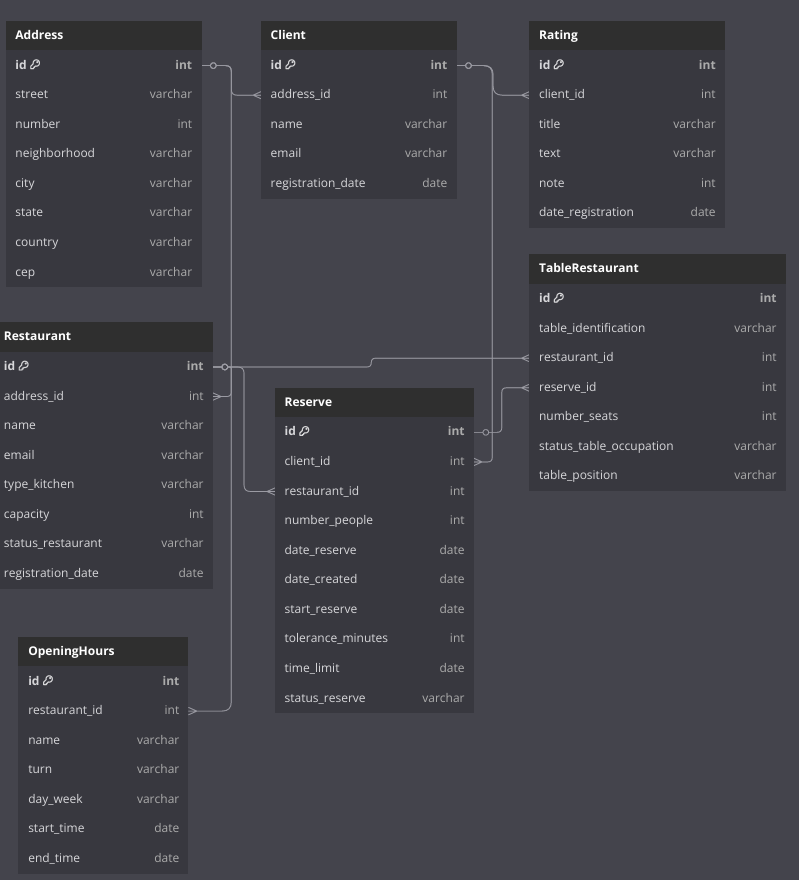 Address
id int
street varchar
number int
neighborhood varchar
city varchar
state varchar
country varchar
cep varchar
Client
id int
address_id int
name varchar
email varchar
registration_date date
Rating
id int
client_id int
title varchar
text varchar
note int
date_registration date
TableRestaurant
id int
table_identification varchar
restaurant_id int
reserve_id int
number_seats int
status_table_occupation varchar
table_position varchar
Restaurant
id int
address_id int
name varchar
email varchar
type_kitchen varchar
capacity int
status_restaurant varchar
registration_date date
Reserve
id int
client_id int
restaurant_id int
number_people int
date_reserve date
date_created date
start_reserve date
tolerance_minutes int
time_limit date
status_reserve varchar
OpeningHours
id int
restaurant_id int
name varchar
turn varchar
day_week varchar
start_time date
end_time date